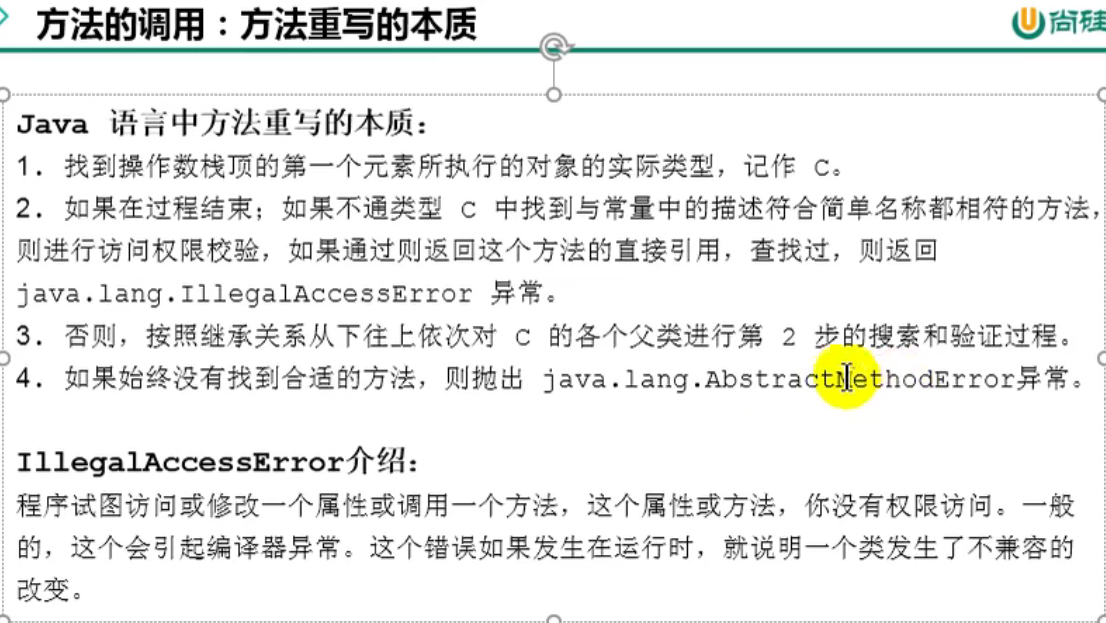 方法的调用：方法重写的本质
尚硅
Java 语言中方法重写的本质：
1. 找到操作数栈顶的第一个元素所执行的对象的实际类型，记作 C。
2. 如果在过程结束；如果不通类型 C 中找到与常量中的描述符合简单名称都相符的方法，
则进行访问权限校验，如果通过则返回这个方法的直接引用，查找过，则返回
java.lang.IllegalAccessError 异常。
3. 否则，按照继承关系从下往上依次对 C 的各个父类进行第 2 步的搜索和验证过程。
4. 如果始终没有找到合适的方法，则抛出 java.lang.AbstractMethodError异常。
IllegalAccessError介绍：
程序试图访问或修改一个属性或调用一个方法，这个属性或方法，你没有权限访问。一般
的，这个会引起编译器异常。这个错误如果发生在运行时，就说明一个类发生了不兼容的
改变。